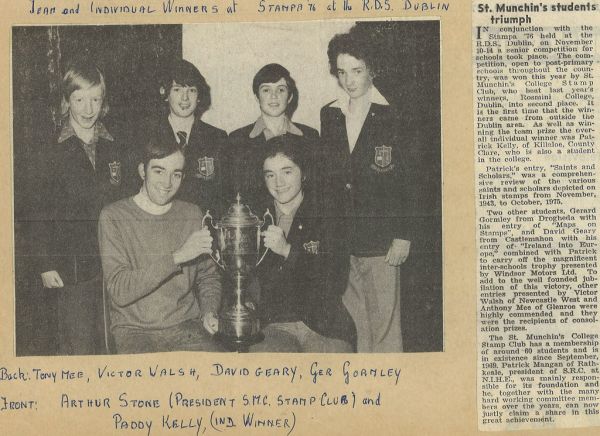 TEAM and INDIVIDUAL WINNERS at STAMPA 76 at the R.D.S. DUBLIN
St. Munchin's students
triumph
IN conjunction with the
Stampa '76 held at the
R.D.S., Dublin, on November
10-14 a senior competition for
schools took place. The com-
petition, open to post-primary
schools throughout the coun-
try, was won this year by St.
Munchin's College Stamp
Club, who beat last year's
winners, Rosmini College,
Dublin, into second place. It
is the first time that the win-
ners came from outside the
Dublin area. As well as win-
ning the team prize the over-
all individual winner was Pat-
rick Kelly, of Killaloe, County
Clare, who is also a student
in the college.
Patrick's entry, "Saints and
Scholars," was a comprehen-
sive review of the various
saints and scholars depicted on
Irish stamps from November,
1943, to October, 1975.
Two other students, Gerard
Gormley from Drogheda with
his entry of "Maps on
Stamps", and David Geary
from Castlemahon with his
entry of "Ireland into Eur-
ope," combined with Patrick
to carry off the magnificent
inter-schools trophy presented
by Windsor Motors Ltd. To
add to the well founded jub-
ilation of this victory, other
entries presented by Victor
Walsh of Newcastle West and
Anthony Mee of Glenroe were
highly commended and they
were the recipients of consol-
ation prizes.
The St. Munchin's College
Stamp Club has a membership
of around 60 students and is
in existence since September,
1969. Patrick Mangan of Rath-
keale, president of S.R.C. at
N.I.H.E., was mainly respon-
sible for its foundation and
he, together with the many
hard working committee mem-
bers over the years, can now
justly claim a share in this
great achievement.
Back: TONY MEE, VICTOR WALSH, DAVID GEARY, GER GORMLEY
FRONT: ARTHUR STONE (PRESIDENT S.M.C. STAMP CLUB) and
PADDY KELLY, (IND. WINNER)